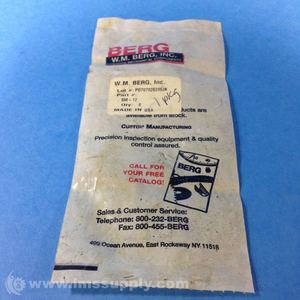 BERG
W.M. BERG, INC.
W.M. BERG, Inc.
Lot #:
Part #:
Qty:
MADE IN USA
1 pkg
ducts are
available from stock.
CUSTOM MANUFACTURING
Precision inspection equipment & quality
control assured.
CALL FOR
YOUR FREE
CATALOG!
BERG
Sales & Customer Service:
Telephone: 800-232-BERG
Fax: 800-455-BERG
499 Ocean Avenue, East Rockaway NY 11518
© www.imssupply.com